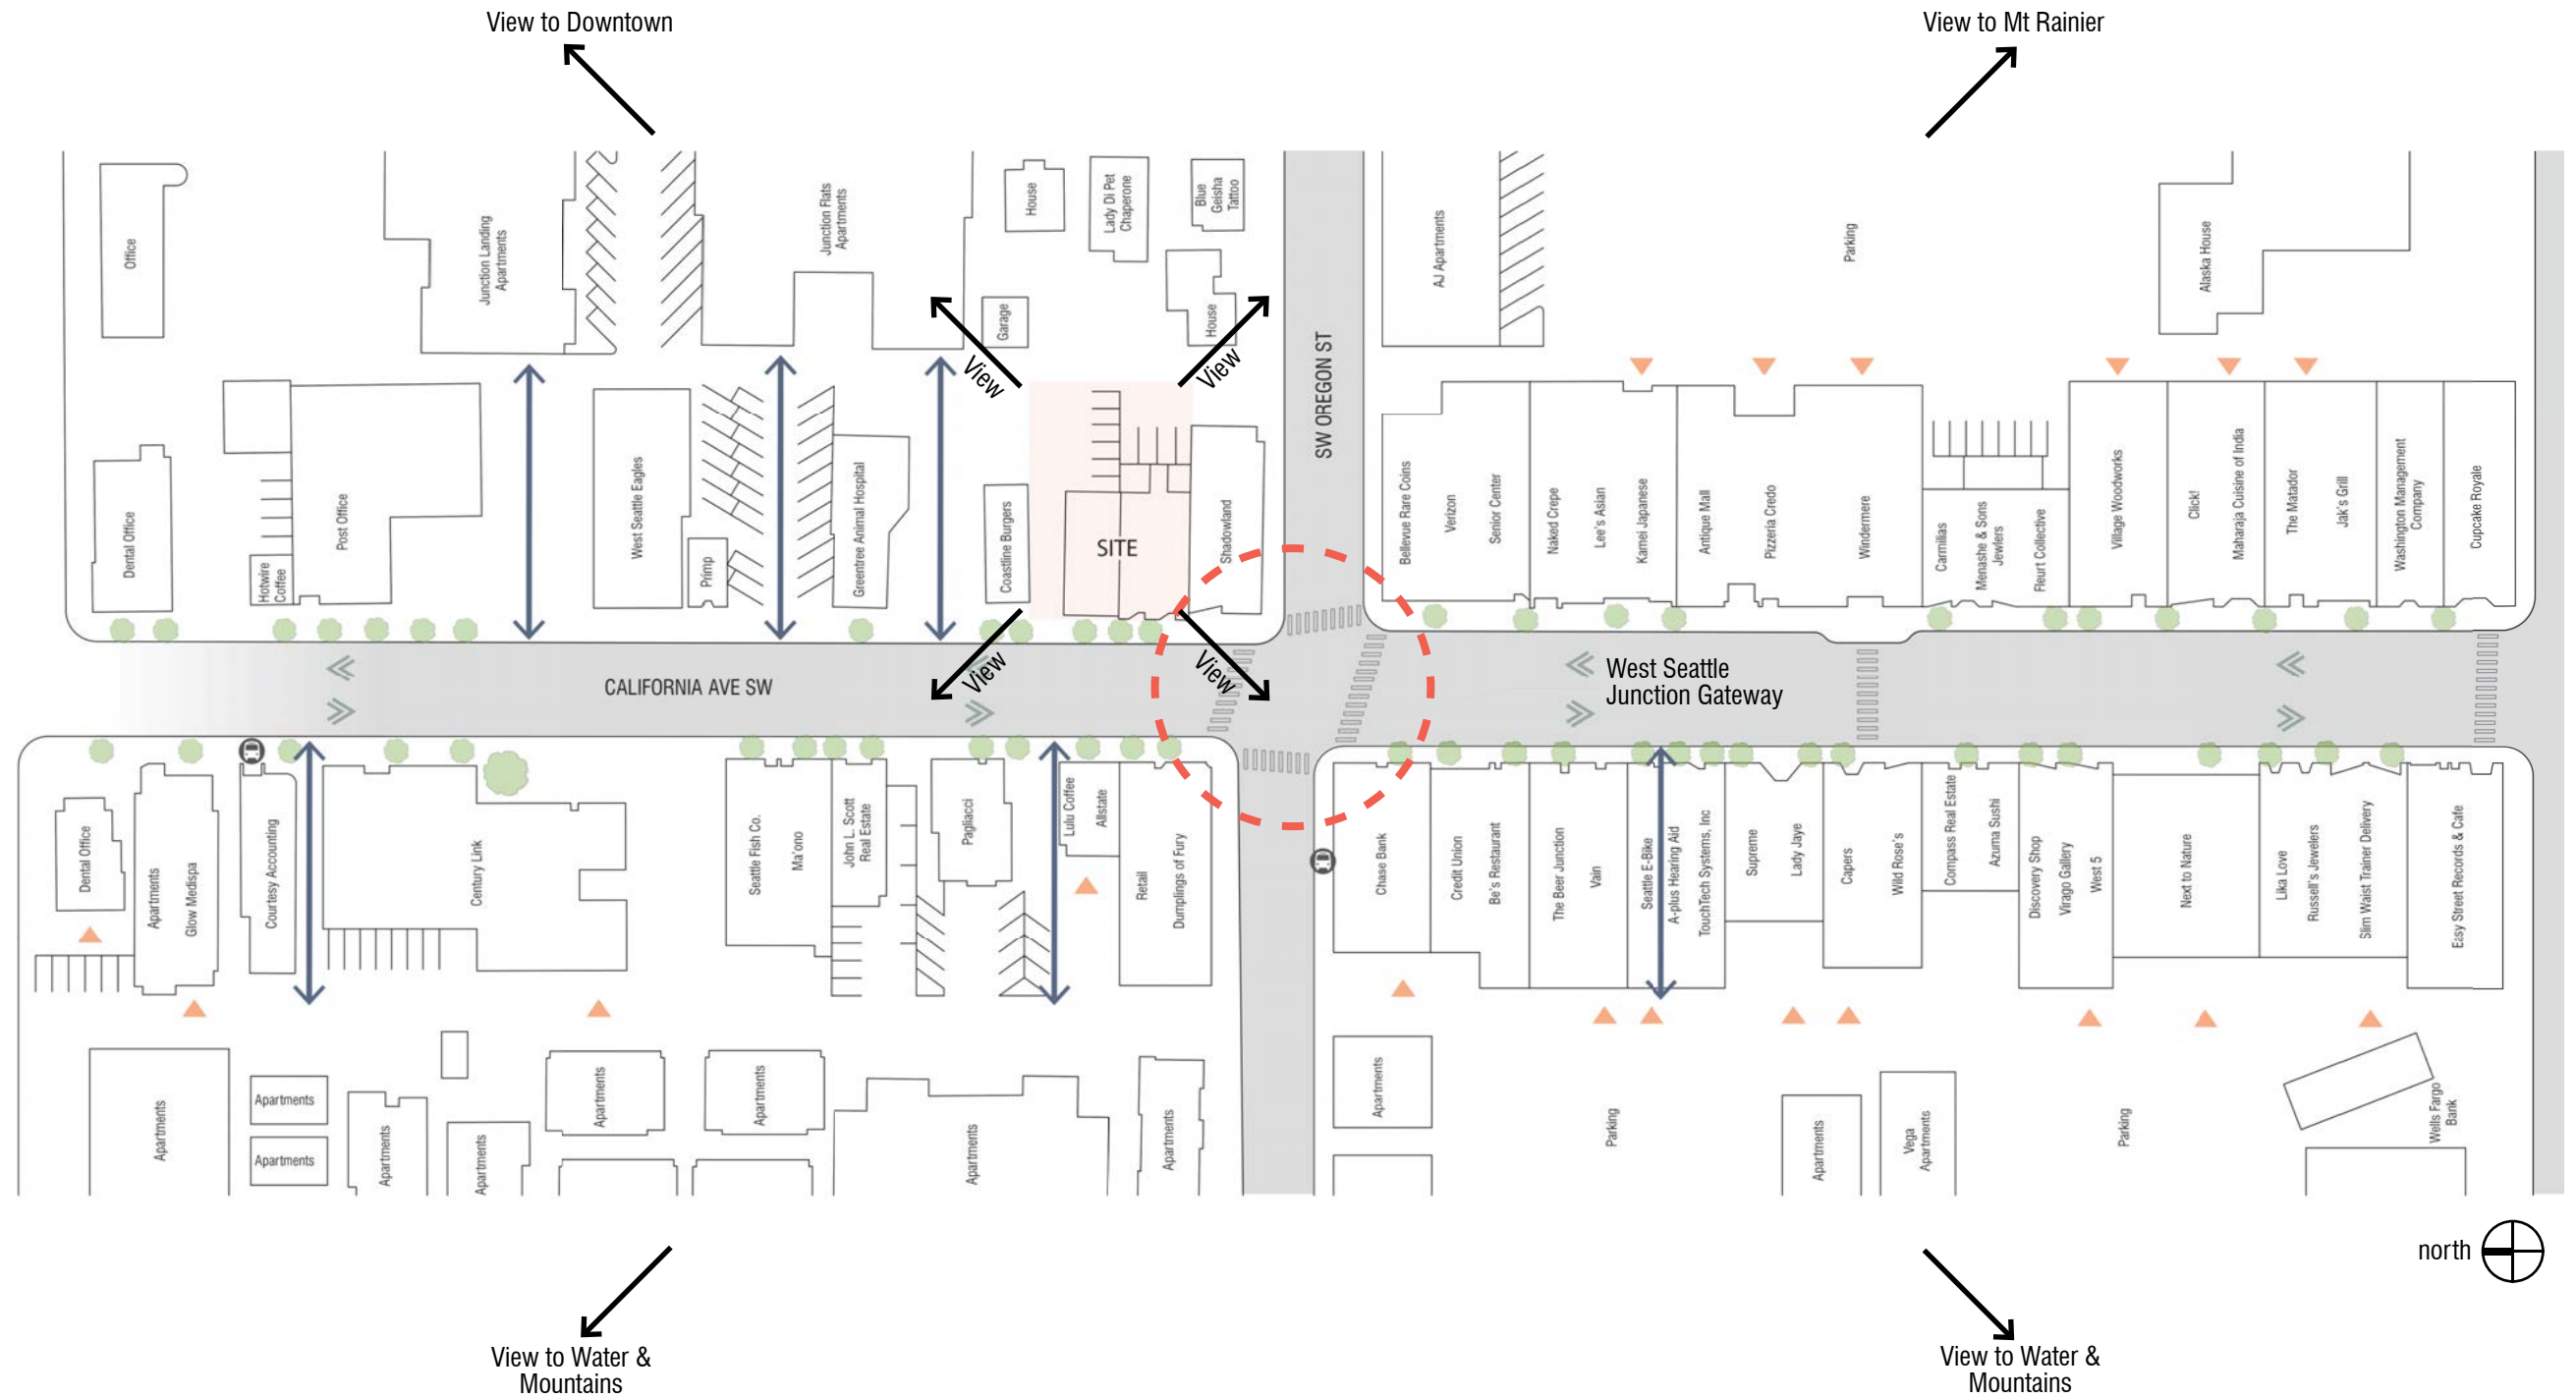 View to Downtown
View to Mt Rainier
Office
Junction Landing
Apartments
Junction Flats
Apartments
House
Lady Di Pet
Chaperone
Blue
Geisha
Tattoo
Garage
House
SW OREGON ST
AJ Apartments
Parking
Alaska House
View
View
Dental Office
Hotwire
Coffee
Post Office
West Seattle Eagles
Primp
Greentree Animal Hospital
Coastline Burgers
SITE
Shadowland
Bellevue Rare Coins
Verizon
Senior Center
Naked Crepe
Lee's Asian
Kamei Japanese
Antique Mall
Pizzeria Credo
Windermere
Carmilias
Menashe & Sons
Jewlers
Fleurt Collective
Village Woodworks
Click!
Maharaja Cuisine of India
The Matador
Jak's Grill
Washington Management
Company
Cupcake Royale
CALIFORNIA AVE SW
View
View
West Seattle
Junction Gateway
Dental Office
Apartments
Glow Medispa
Courtesy Accounting
Century Link
Seattle Fish Co.
Ma'ono
John L. Scott
Real Estate
Pagliacci
Lulu Coffee
Allstate
Retail
Dumplings of Fury
Chase Bank
Credit Union
Be's Restaurant
The Beer Junction
Vain
Seattle E-Bike
A-plus Hearing Aid
TouchTech Systems, Inc
Supreme
Lady Jaye
Capers
Wild Rose's
Compass Real Estate
Azuma Sushi
Discovery Shop
Virago Gallery
West 5
Next to Nature
Lika Love
Russell's Jewelers
Slim Waist Trainer Delivery
Easy Street Records & Cafe
Apartments
Apartments
Apartments
Apartments
Apartments
Apartments
Apartments
Apartments
Apartments
Apartments
Parking
Apartments
Vega
Apartments
Parking
Wells Fargo
Bank
north
View to Water &
Mountains
View to Water &
Mountains